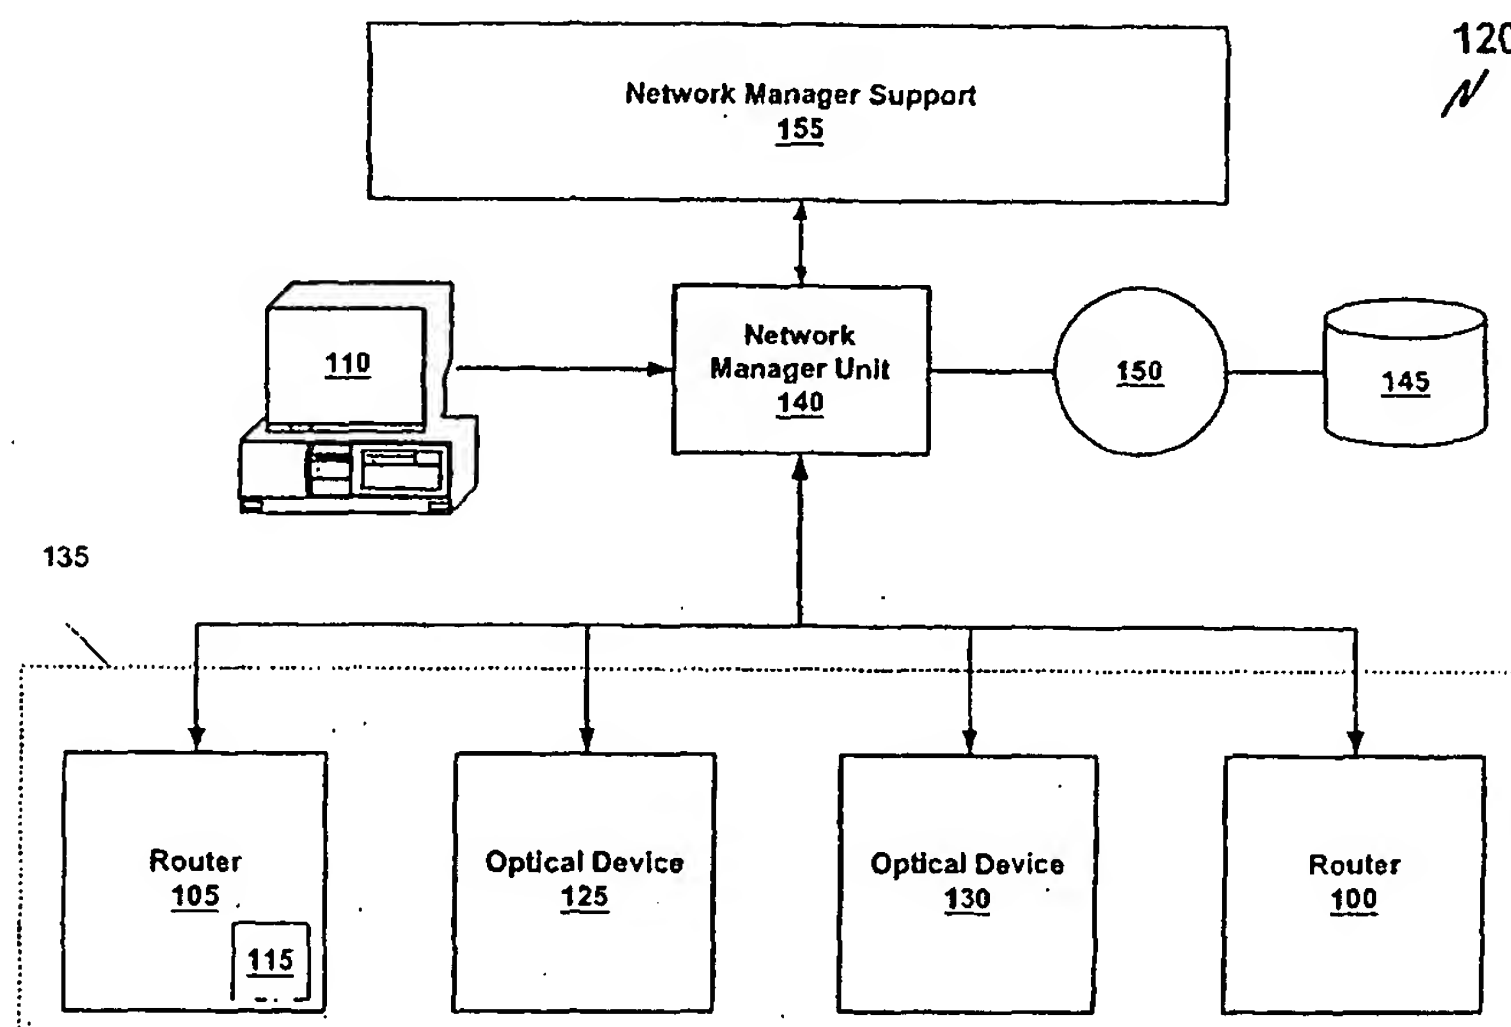 120
Network Manager Support
155
110
Network
Manager Unit
140
150
145
135
Router
105
115
Optical Device
125
Optical Device
130
Router
100